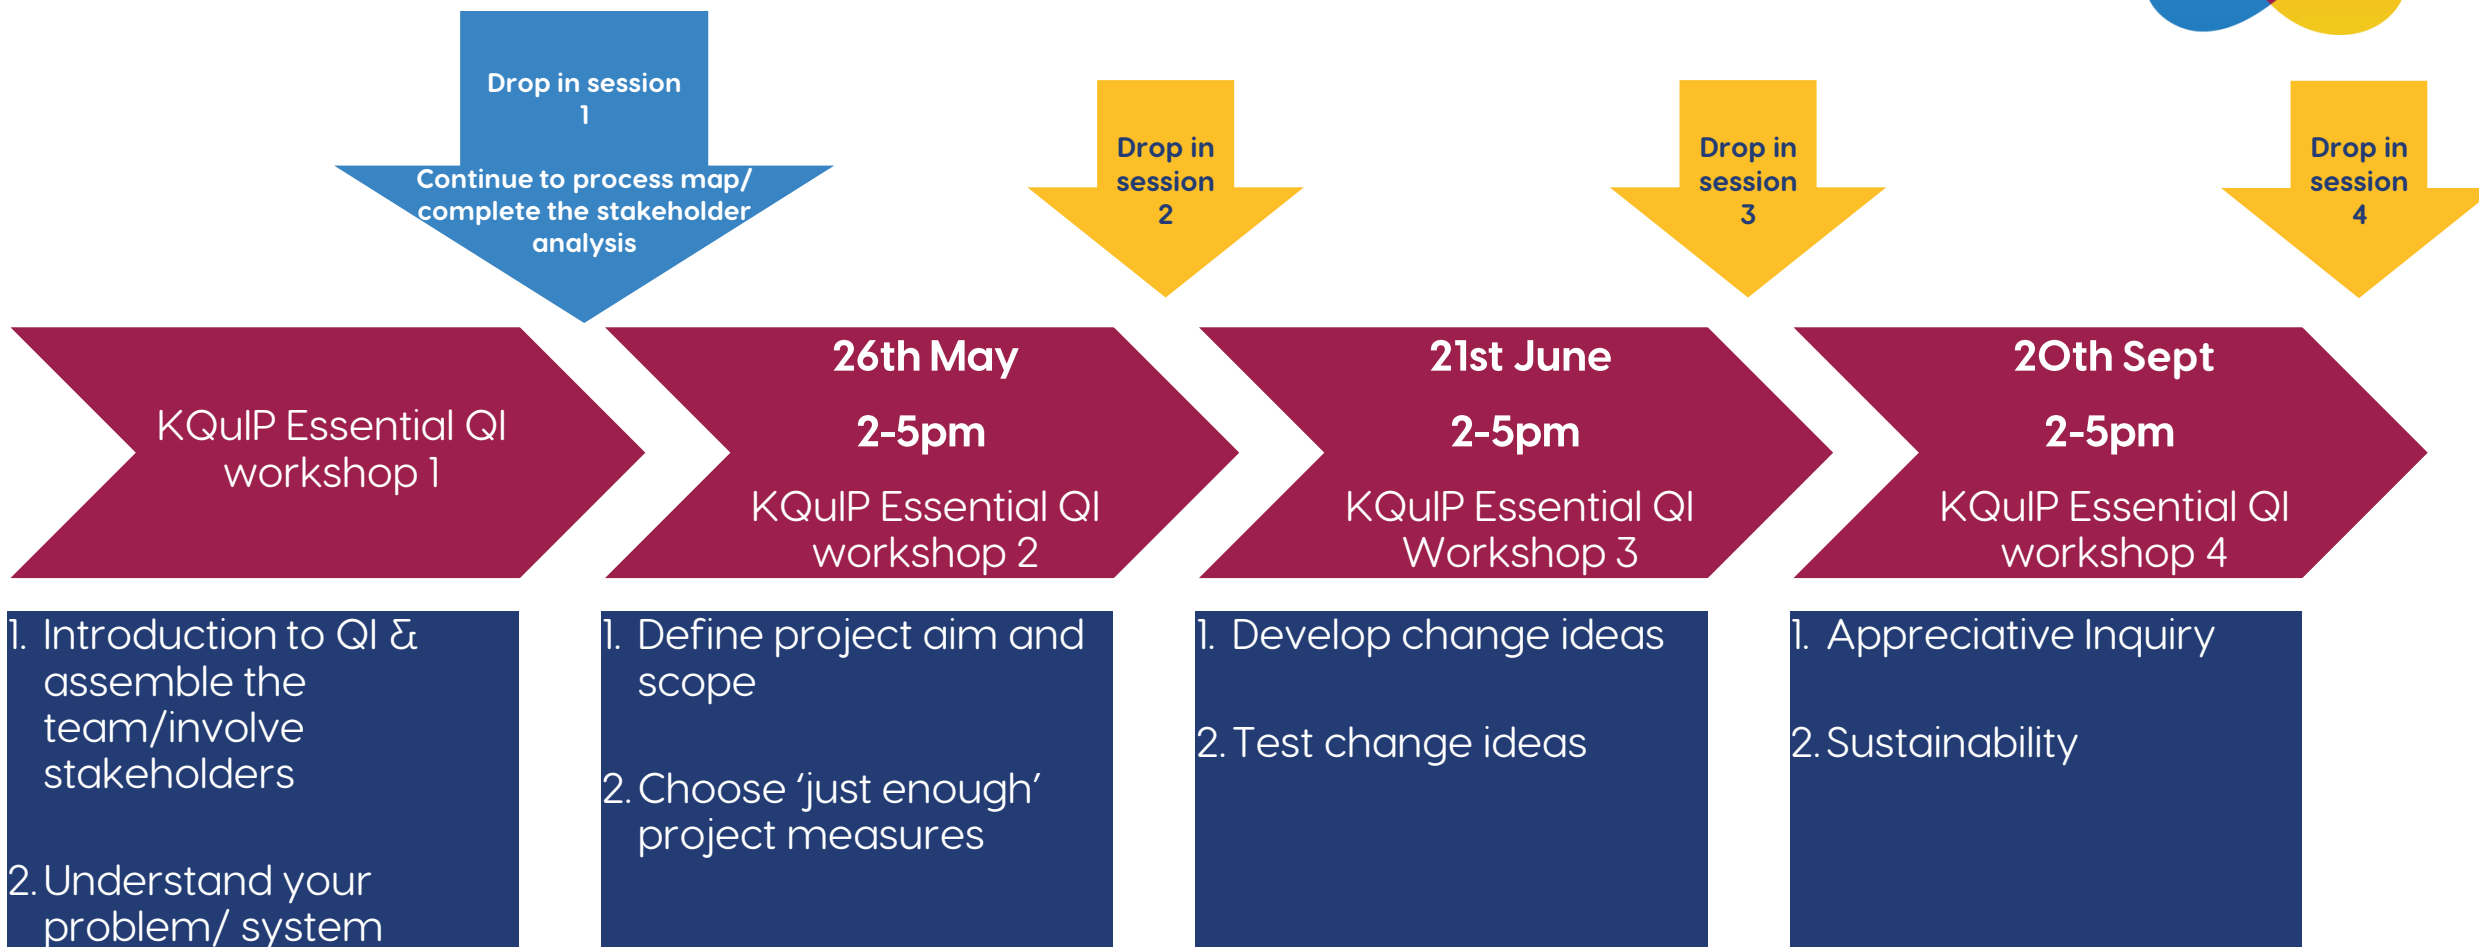 Drop in session
1
Continue to process map/
complete the stakeholder
analysis
Drop in
session
2
Drop in
session
3
Drop in
session
4
KQuIP Essential QI
workshop 1
26th May
2-5pm
KQuIP Essential QI
workshop 2
21st June
2-5pm
KQuIP Essential QI
Workshop 3
20th Sept
2-5pm
KQuIP Essential QI
workshop 4
1. Introduction to QI &
assemble the
team/involve
stakeholders
2. Understand your
problem/ system
1. Define project aim and
scope
2. Choose ‘just enough’
project measures
1. Develop change ideas
2. Test change ideas
1. Appreciative Inquiry
2. Sustainability